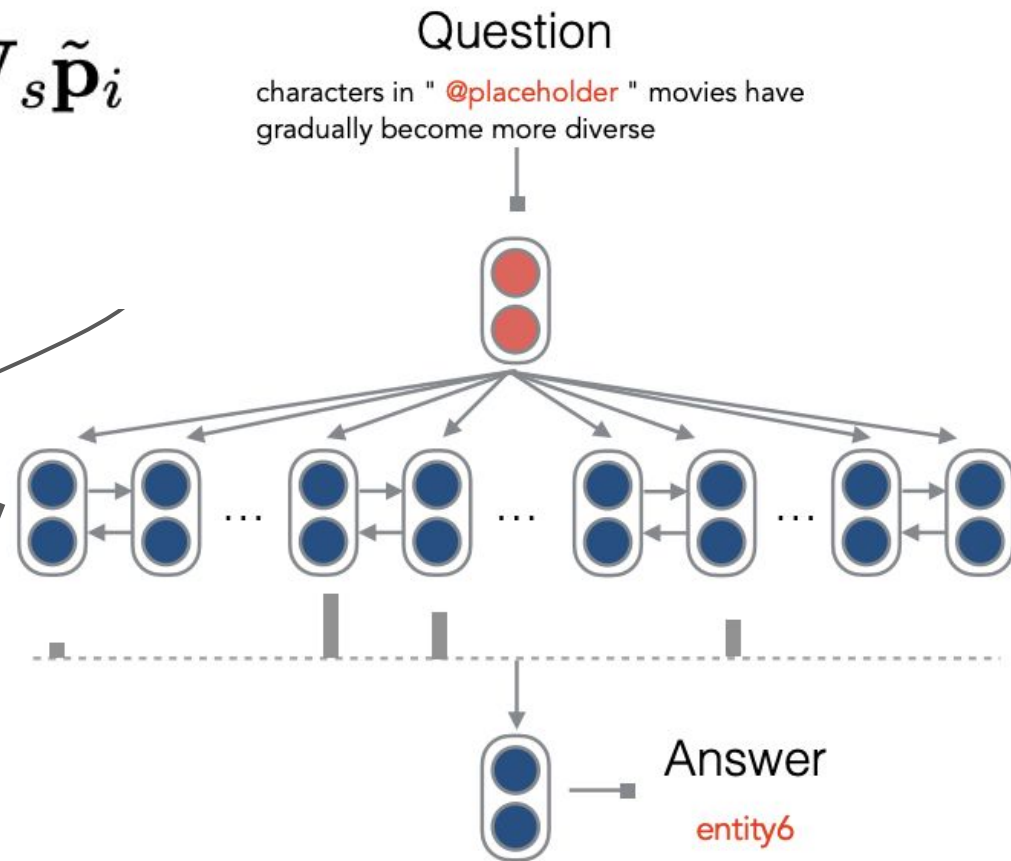 Question
characters in " @placeholder " movies have
gradually become more diverse
s p̃ i
... ... ...
Answer
entity6